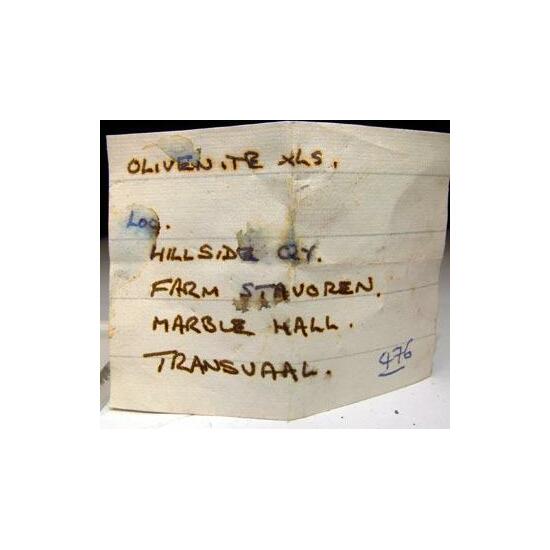 OLIVENITE XLS.
LOC.
HILLSIDE QY.
FARM STAVOREN.
MARBLE HALL.
TRANSVAAL.
476